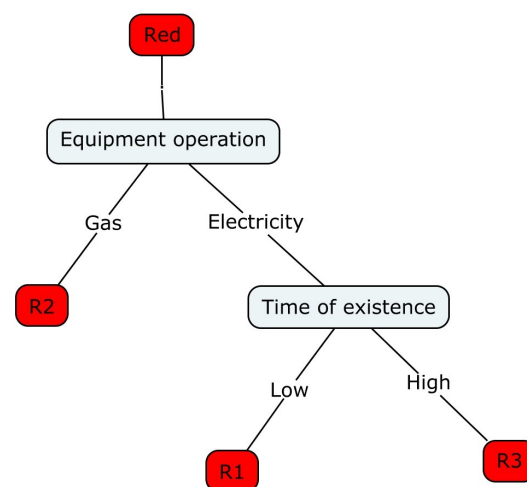 Red
Equipment operation
Gas
Electricity
R2
Time of existence
Low
High
R1
R3